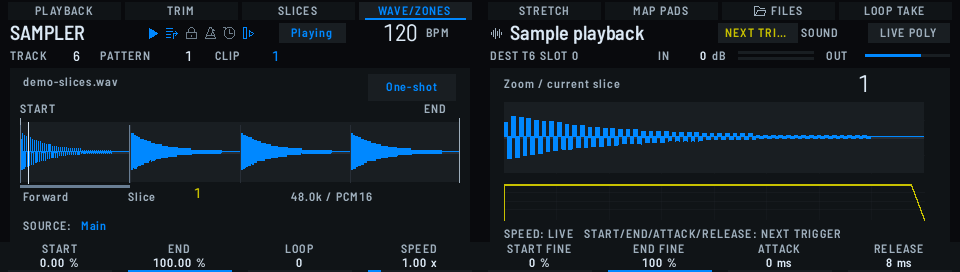 PLAYBACK TRIM SLICES WAVE/ZONES STRETCH MAP PADS FILES LOOP TAKE
SAMPLER Playing 120 BPM Sample playback NEXT TRI... SOUND LIVE POLY
TRACK 6 PATTERN 1 CLIP 1 DEST T6 SLOT 0 IN 0 dB OUT
demo-slices.wav One-shot
START END
Forward Slice 1 48.0k / PCM16
SOURCE: Main
Zoom / current slice 1
SPEED: LIVE START/END/ATTACK/RELEASE: NEXT TRIGGER
START END LOOP SPEED START FINE END FINE ATTACK RELEASE
0.00 % 100.00 % 0 1.00 x 0 % 100 % 0 ms 8 ms